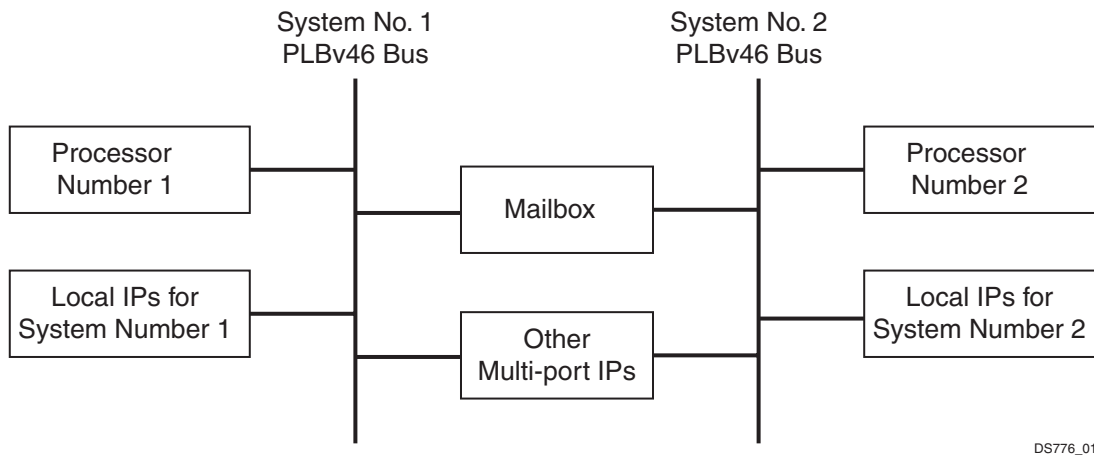 System No. 1
PLBv46 Bus
System No. 2
PLBv46 Bus
Processor
Number 1
Mailbox
Processor
Number 2
Local IPs for
System Number 1
Other
Multi-port IPs
Local IPs for
System Number 2
DS776_01